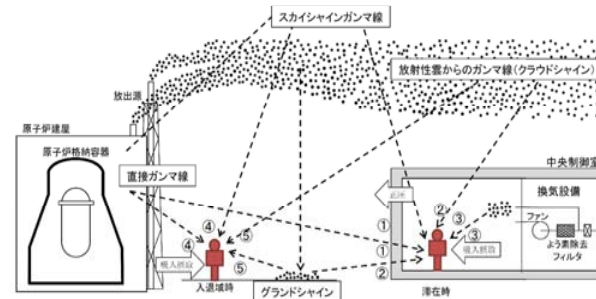 スカイシャインガンマ線
放射性雲からのガンマ線(クラウドシャイン)
放出源
原子炉建屋
原子炉格納容器
直接ガンマ線
中央制御室
換気設備
ファン
よう素除去
フィルタ
①
②
③
③
①
②
吸入摂取
④
④
⑤
⑤
吸入摂取
入退域時
グランドシャイン
滞在時